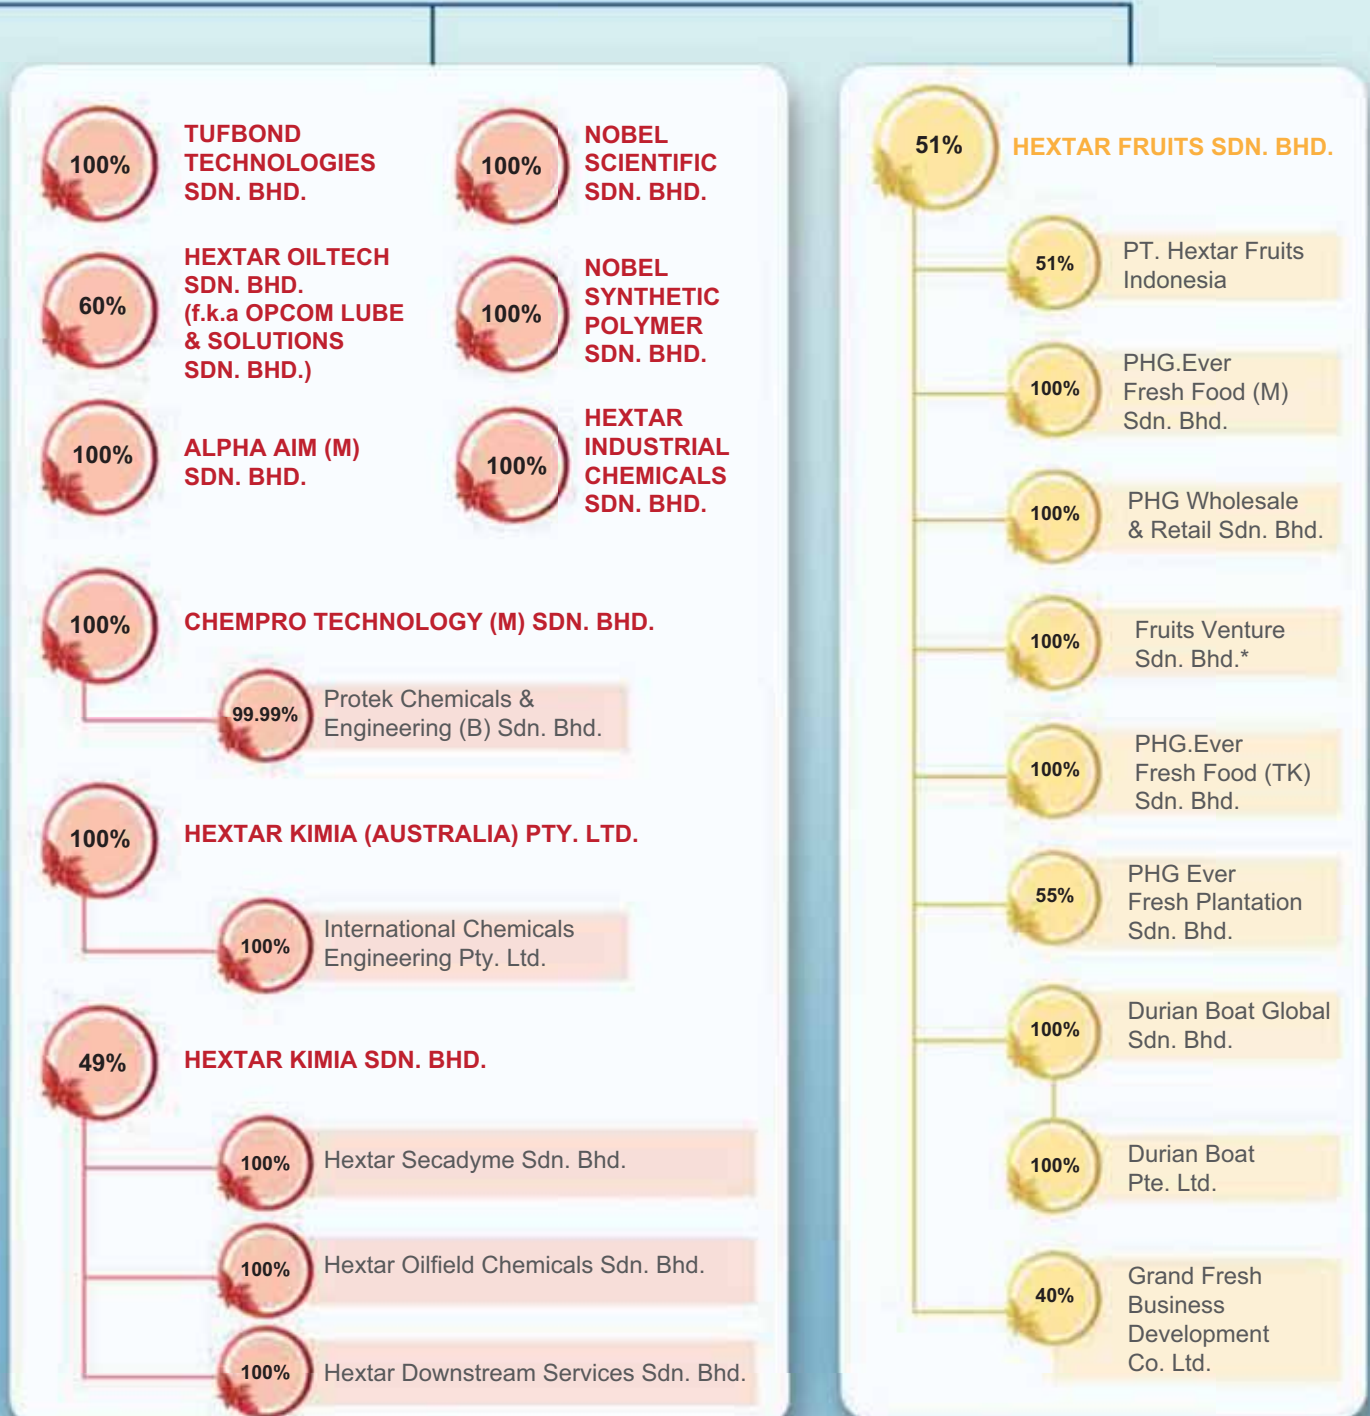 100%
TUFBOND
TECHNOLOGIES
SDN. BHD.
100%
NOBEL
SCIENTIFIC
SDN. BHD.
60%
HEXTAR OILTECH
SDN. BHD.
(f.k.a OPCOM LUBE
& SOLUTIONS
SDN. BHD.)
100%
NOBEL
SYNTHETIC
POLYMER
SDN. BHD.
100%
ALPHA AIM (M)
SDN. BHD.
100%
HEXTAR
INDUSTRIAL
CHEMICALS
SDN. BHD.
100%
CHEMPRO TECHNOLOGY (M) SDN. BHD.
99.99%
Protek Chemicals &
Engineering (B) Sdn. Bhd.
100%
HEXTAR KIMIA (AUSTRALIA) PTY. LTD.
100%
International Chemicals
Engineering Pty. Ltd.
49%
HEXTAR KIMIA SDN. BHD.
100%
Hextar Secadyme Sdn. Bhd.
100%
Hextar Oilfield Chemicals Sdn. Bhd.
100%
Hextar Downstream Services Sdn. Bhd.
51%
HEXTAR FRUITS SDN. BHD.
51%
PT. Hextar Fruits
Indonesia
100%
PHG.Ever
Fresh Food (M)
Sdn. Bhd.
100%
PHG Wholesale
& Retail Sdn. Bhd.
100%
Fruits Venture
Sdn. Bhd.*
100%
PHG.Ever
Fresh Food (TK)
Sdn. Bhd.
55%
PHG Ever
Fresh Plantation
Sdn. Bhd.
100%
Durian Boat Global
Sdn. Bhd.
100%
Durian Boat
Pte. Ltd.
40%
Grand Fresh
Business
Development
Co. Ltd.